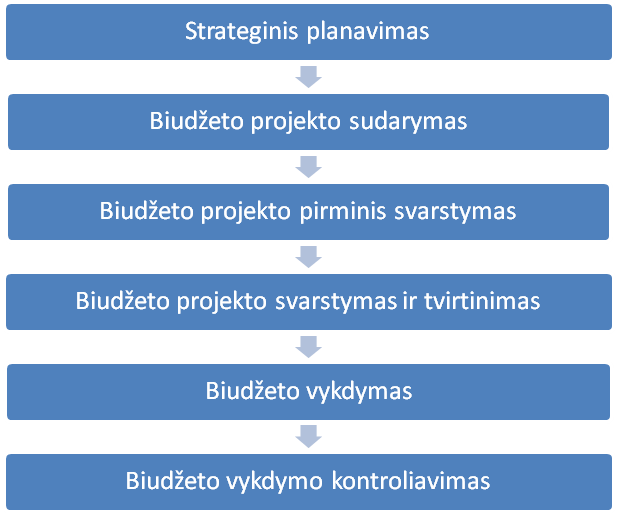 Strateginis planavimas
Biudžeto projekto sudarymas
Biudžeto projekto pirminis svarstymas
Biudžeto projekto svarstymas ir tvirtinimas
Biudžeto vykdymas
Biudžeto vykdymo kontroliavimas